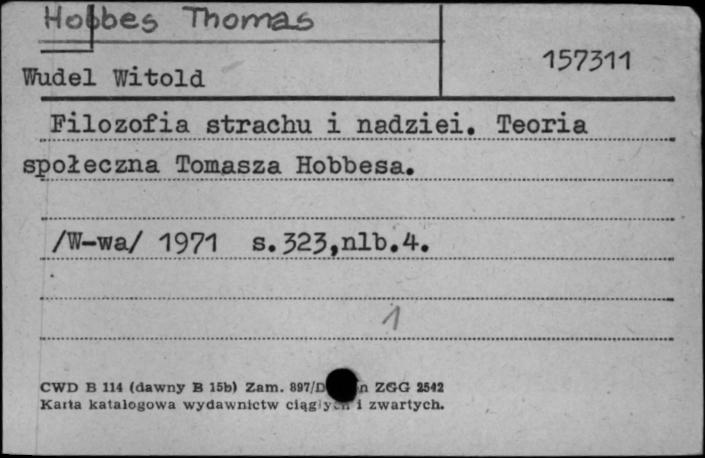 Hobbes Thomas
157311
Wudel Witold
Filozofia strachu i nadziei. Teoria
społeczna Tomasza Hobbesa.
/W-wa/ 1971 s.323,nlb.4.
1
CWD B 114 (dawny B 15b) Zam. 897/D n ZGG 2542
Karta katalogowa wydawnictw ciągłych i zwartych.